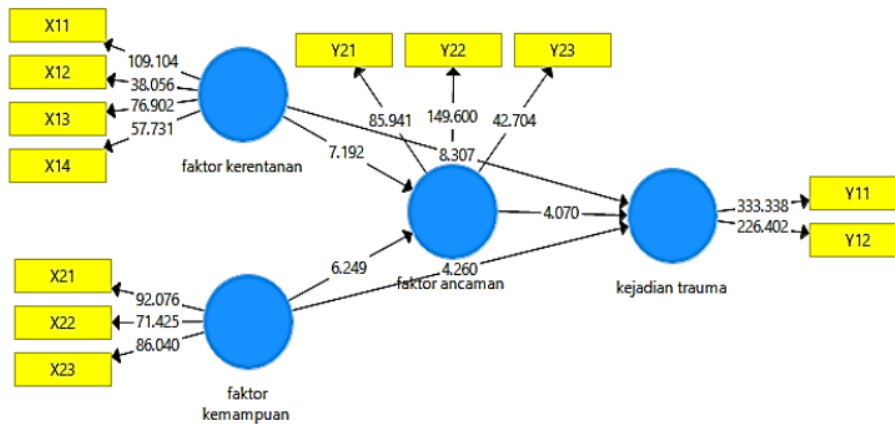 X11
X12
X13
X14
109.104
38.056
76.902
57.731
faktor kerentanan
Y21
Y22
Y23
85.941
149.600
42.704
7.192
8.307
6.249
4.260
4.070
faktor ancaman
333.338
226.402
Y11
Y12
kejadian trauma
X21
X22
X23
92.076
71.425
86.040
faktor
kemampuan